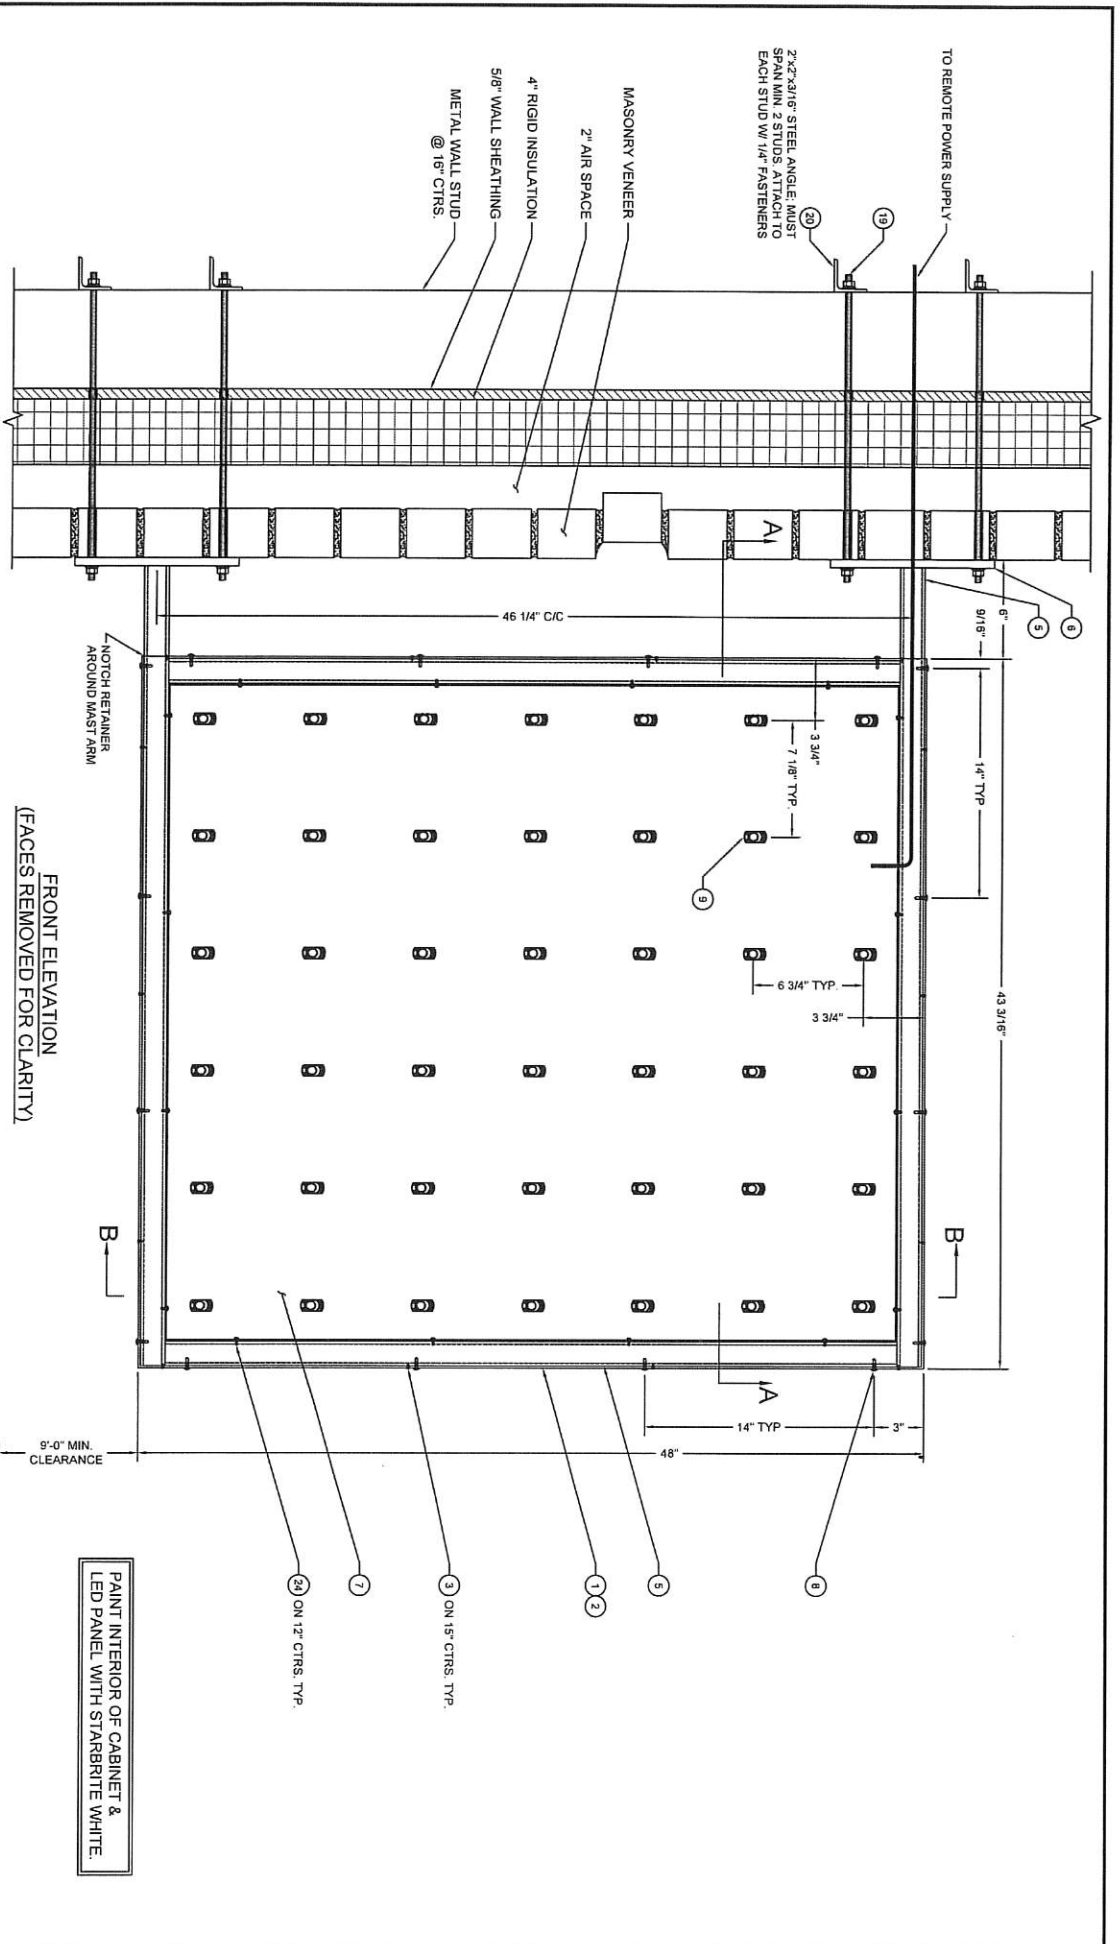 TO REMOTE POWER SUPPLY
19
20
2"x2"x3/16" STEEL ANGLE; MUST
SPAN MIN. 2 STUDS. ATTACH TO
EACH STUD W/ 1/4" FASTENERS
MASONRY VENEER
2" AIR SPACE
4" RIGID INSULATION
5/8" WALL SHEATHING
METAL WALL STUD
@ 16" CTRS.
6
5
6"
9/16"
14" TYP
43 3/16"
A
46 1/4" C/C
3 3/4"
7 1/8" TYP.
9
6 3/4" TYP.
3 3/4"
NOTCH RETAINER
AROUND MAST ARM
B
B
A
14" TYP
3"
48"
9'-0" MIN.
CLEARANCE
8
5
1
2
3 ON 15" CTRS. TYP.
7
24 ON 12" CTRS. TYP.
FRONT ELEVATION
(FACES REMOVED FOR CLARITY)
PAINT INTERIOR OF CABINET &
LED PANEL WITH STARBRITE WHITE.